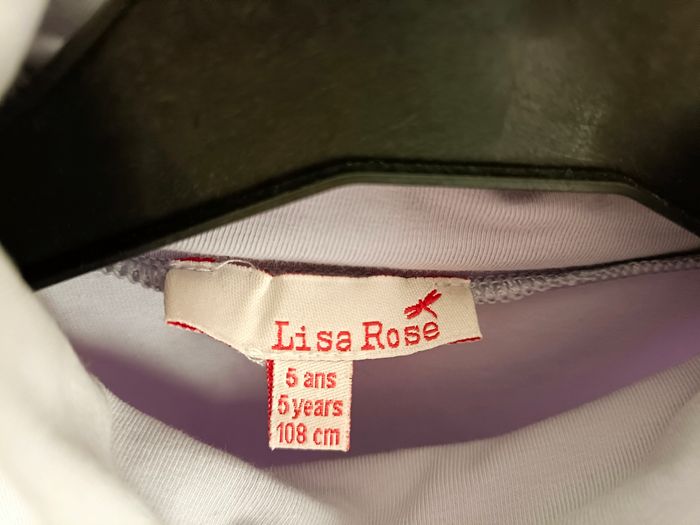 Lisa Rose
5 ans
5 years
108 cm